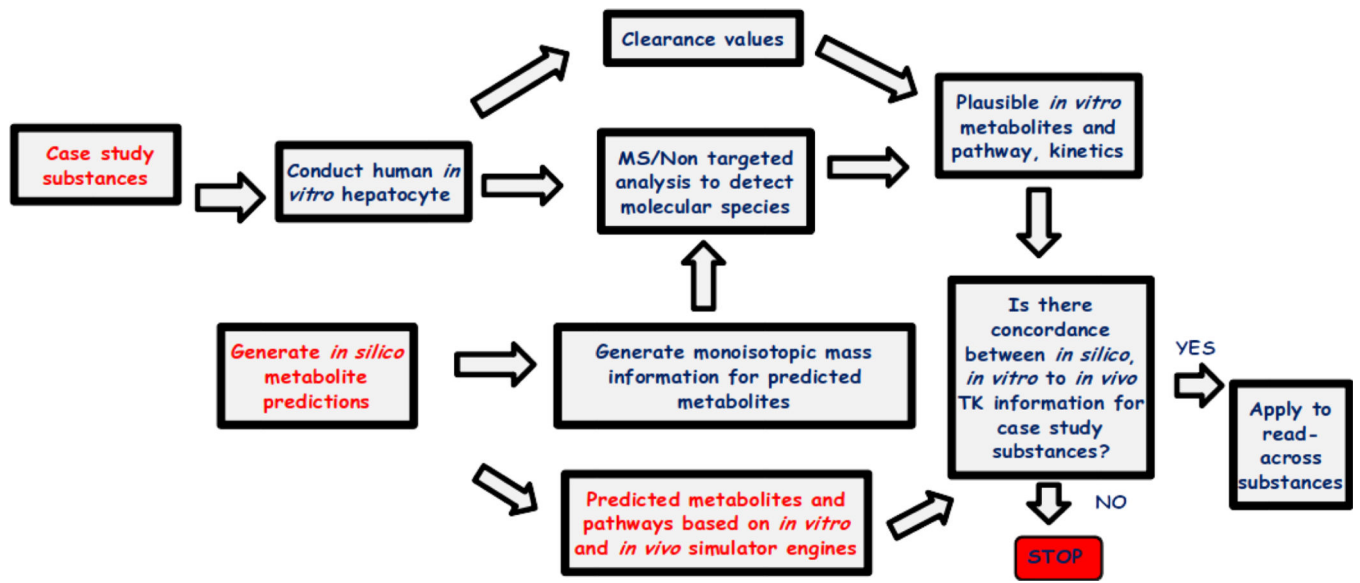 Clearance values
Case study
substances
Conduct human in
vitro hepatocyte
MS/Non targeted
analysis to detect
molecular species
Plausible in vitro
metabolites and
pathway, kinetics
Generate in silico
metabolite
predictions
Generate monoisotopic mass
information for predicted
metabolites
Predicted metabolites and
pathways based on in vitro
and in vivo simulator engines
Is there
concordance
between in silico,
in vitro to in vivo
TK information for
case study
substances?
YES
Apply to
read-
across
substances
NO
STOP